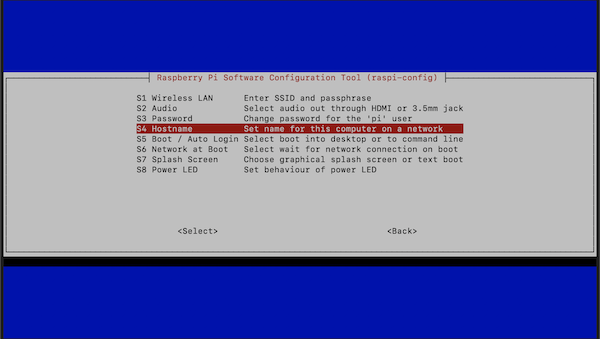 Raspberry Pi Software Configuration Tool (raspi-config)
S1 Wireless LAN Enter SSID and passphrase
S2 Audio Select audio out through HDMI or 3.5mm jack
S3 Password Change password for the 'pi' user
S4 Hostname Set name for this computer on a network
S5 Boot / Auto Login Select boot into desktop or to command line
S6 Network at Boot Select wait for network connection on boot
S7 Splash Screen Choose graphical splash screen or text boot
S8 Power LED Set behaviour of power LED
<Select> <Back>